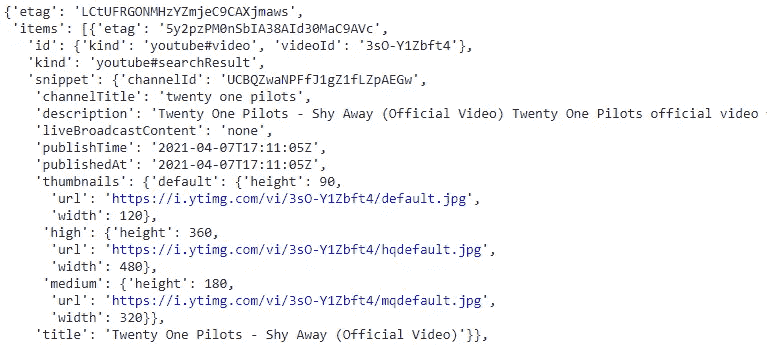 {'etag': 'LCtUFRGONMHzYZmjeC9CAXjmaws',
'items': [{'etag': '5y2pzPM0nSbIA38AId30MaC9AVc',
'id': {'kind': 'youtube#video', 'videoId': '3sO-Y1Zbft4'},
'kind': 'youtube#searchResult',
'snippet': {'channelId': 'UCBQZwaNPFfJ1gZ1fLZpAEGw',
'channelTitle': 'twenty one pilots',
'description': 'Twenty One Pilots - Shy Away (Official Video) Twenty One Pilots official video
'liveBroadcastContent': 'none',
'publishTime': '2021-04-07T17:11:05Z',
'publishedAt': '2021-04-07T17:11:05Z',
'thumbnails': {'default': {'height': 90,
'url': 'https://i.ytimg.com/vi/3sO-Y1Zbft4/default.jpg',
'width': 120},
'high': {'height': 360,
'url': 'https://i.ytimg.com/vi/3sO-Y1Zbft4/hqdefault.jpg',
'width': 480},
'medium': {'height': 180,
'url': 'https://i.ytimg.com/vi/3sO-Y1Zbft4/mqdefault.jpg',
'width': 320}},
'title': 'Twenty One Pilots - Shy Away (Official Video)'}},